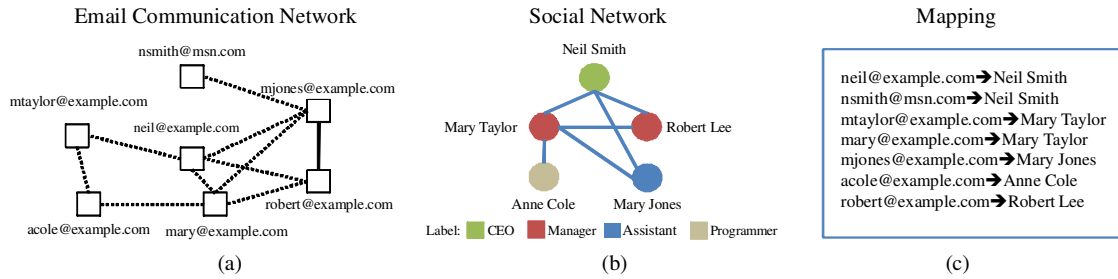 Email Communication Network
nsmith@msn.com
mjones@example.com
mtaylor@example.com
neil@example.com
robert@example.com
acole@example.com
mary@example.com
(a)
Social Network
Neil Smith
Mary Taylor
Robert Lee
Anne Cole
Mary Jones
Label: CEO Manager Assistant Programmer
(b)
Mapping
neil@example.com➔Neil Smith
nsmith@msn.com➔Neil Smith
mtaylor@example.com➔Mary Taylor
mary@example.com➔Mary Taylor
mjones@example.com➔Mary Jones
acole@example.com➔Anne Cole
robert@example.com➔Robert Lee
(c)